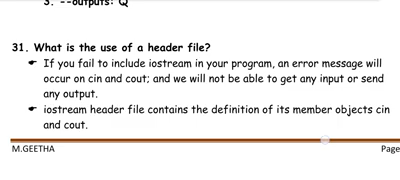 3. --outputs: Q
31. What is the use of a header file?
☛ If you fail to include iostream in your program, an error message will
occur on cin and cout; and we will not be able to get any input or send
any output.
☛ iostream header file contains the definition of its member objects cin
and cout.
M.GEETHA Page